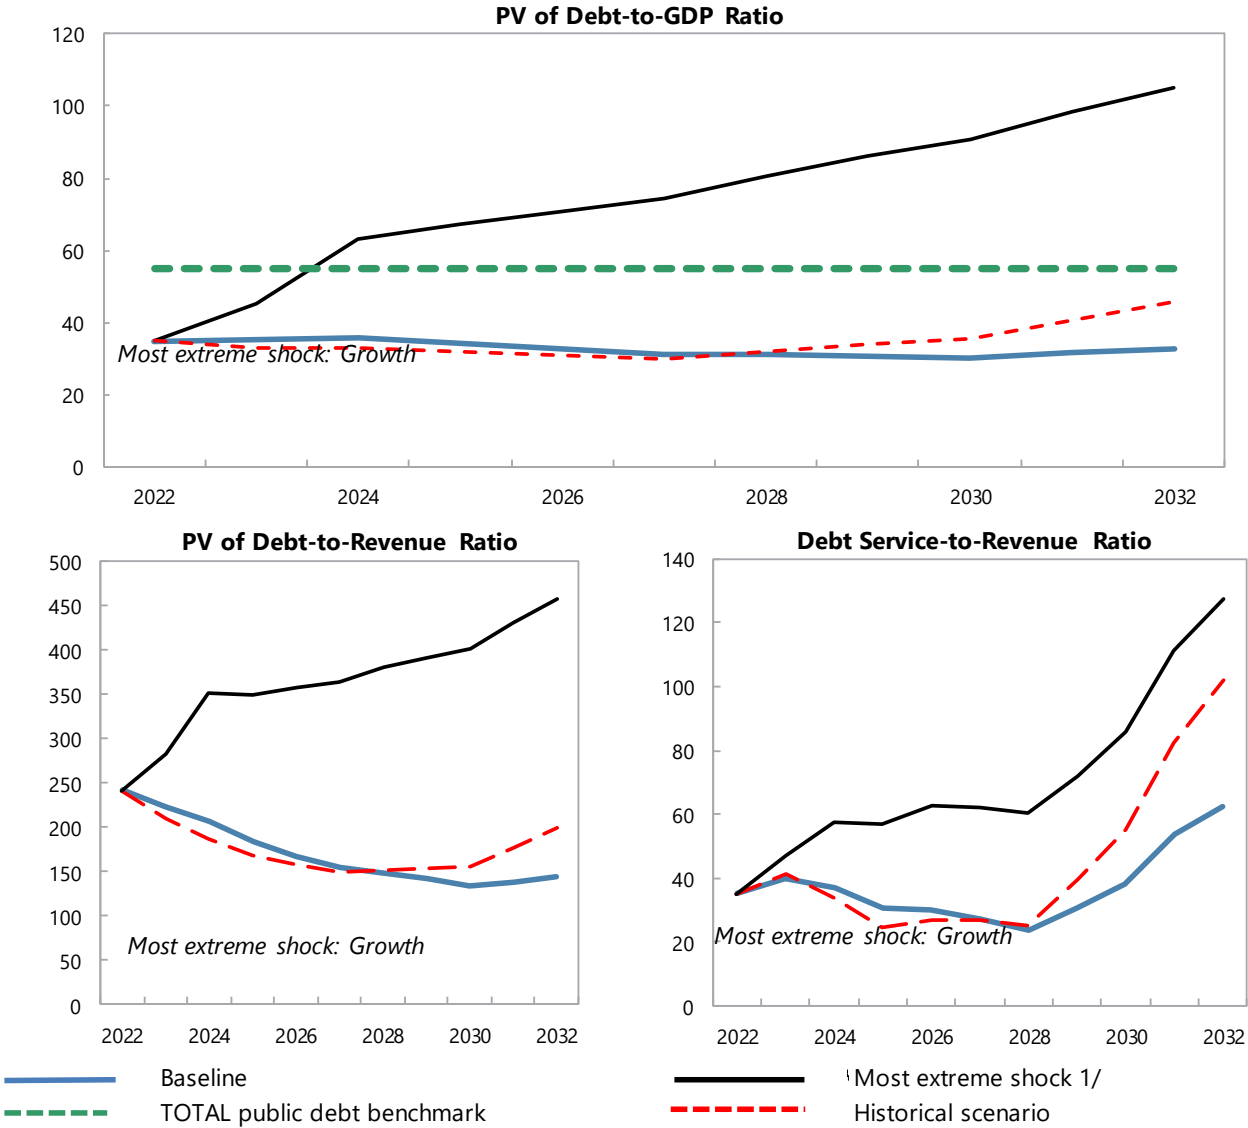 PV of Debt-to-GDP Ratio
120
100
80
60
40
20
0
Most extreme shock: Growth
2022 2024 2026 2028 2030 2032
PV of Debt-to-Revenue Ratio
500
450
400
350
300
250
200
150
100
50
0
Most extreme shock: Growth
2022 2024 2026 2028 2030 2032
Debt Service-to-Revenue Ratio
140
120
100
80
60
40
20
0
Most extreme shock: Growth
2022 2024 2026 2028 2030 2032
Baseline
Most extreme shock 1/
TOTAL public debt benchmark
Historical scenario